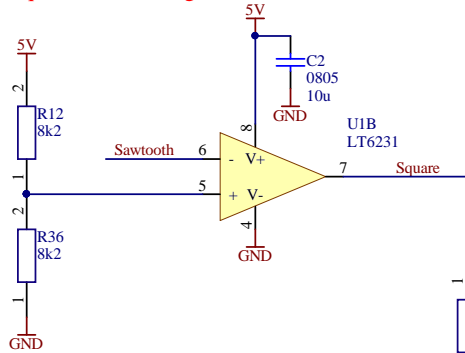 5V
5V
C2
0805
10u
GND
2
R12
8k2
1
U1B
LT6231
8
Sawtooth
6
- V+
7
Square
5
+ V-
2
R36
8k2
1
4
GND
GND
1